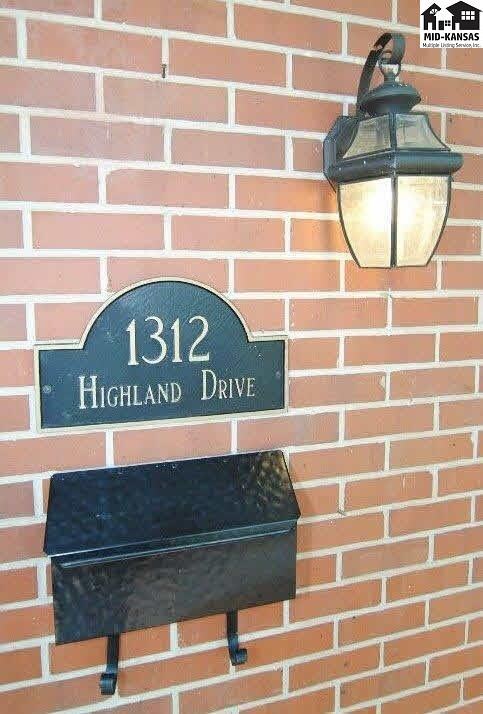 MID-KANSAS
Multiple Listing Service, Inc.
1312
HIGHLAND DRIVE